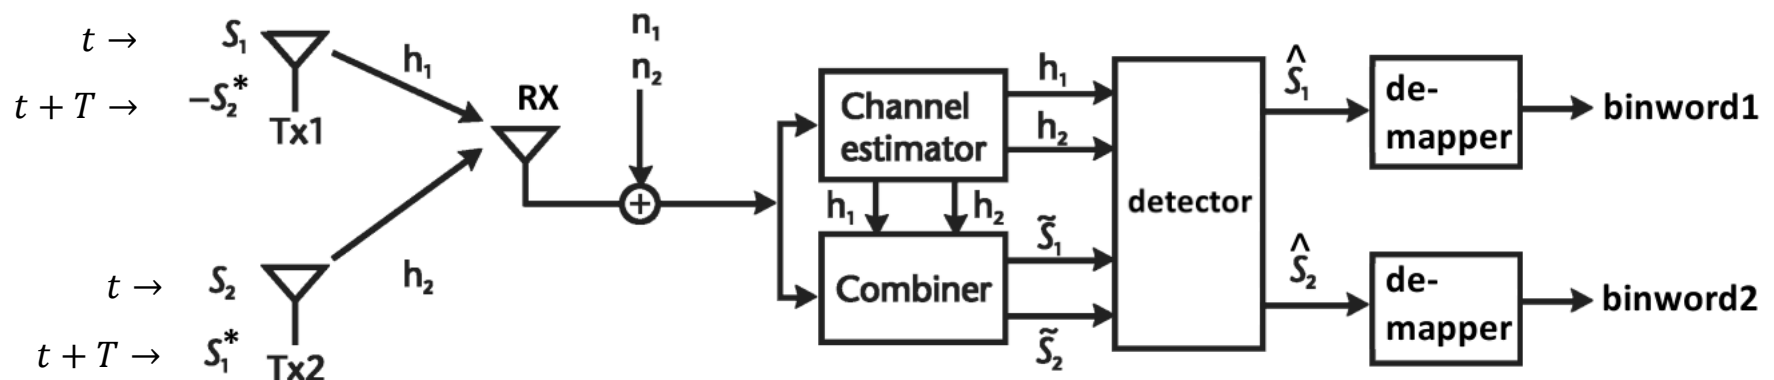 t →
S₁
t + T →
−S₂*
Tx1
h₁
t →
S₂
t + T →
S₁*
Tx2
h₂
RX
n₁
n₂
+
Channel
estimator
h₁
h₂
h₁
h₂
Combiner
S̃₁
S̃₂
detector
Ŝ₁
Ŝ₂
de-
mapper
binword1
de-
mapper
binword2